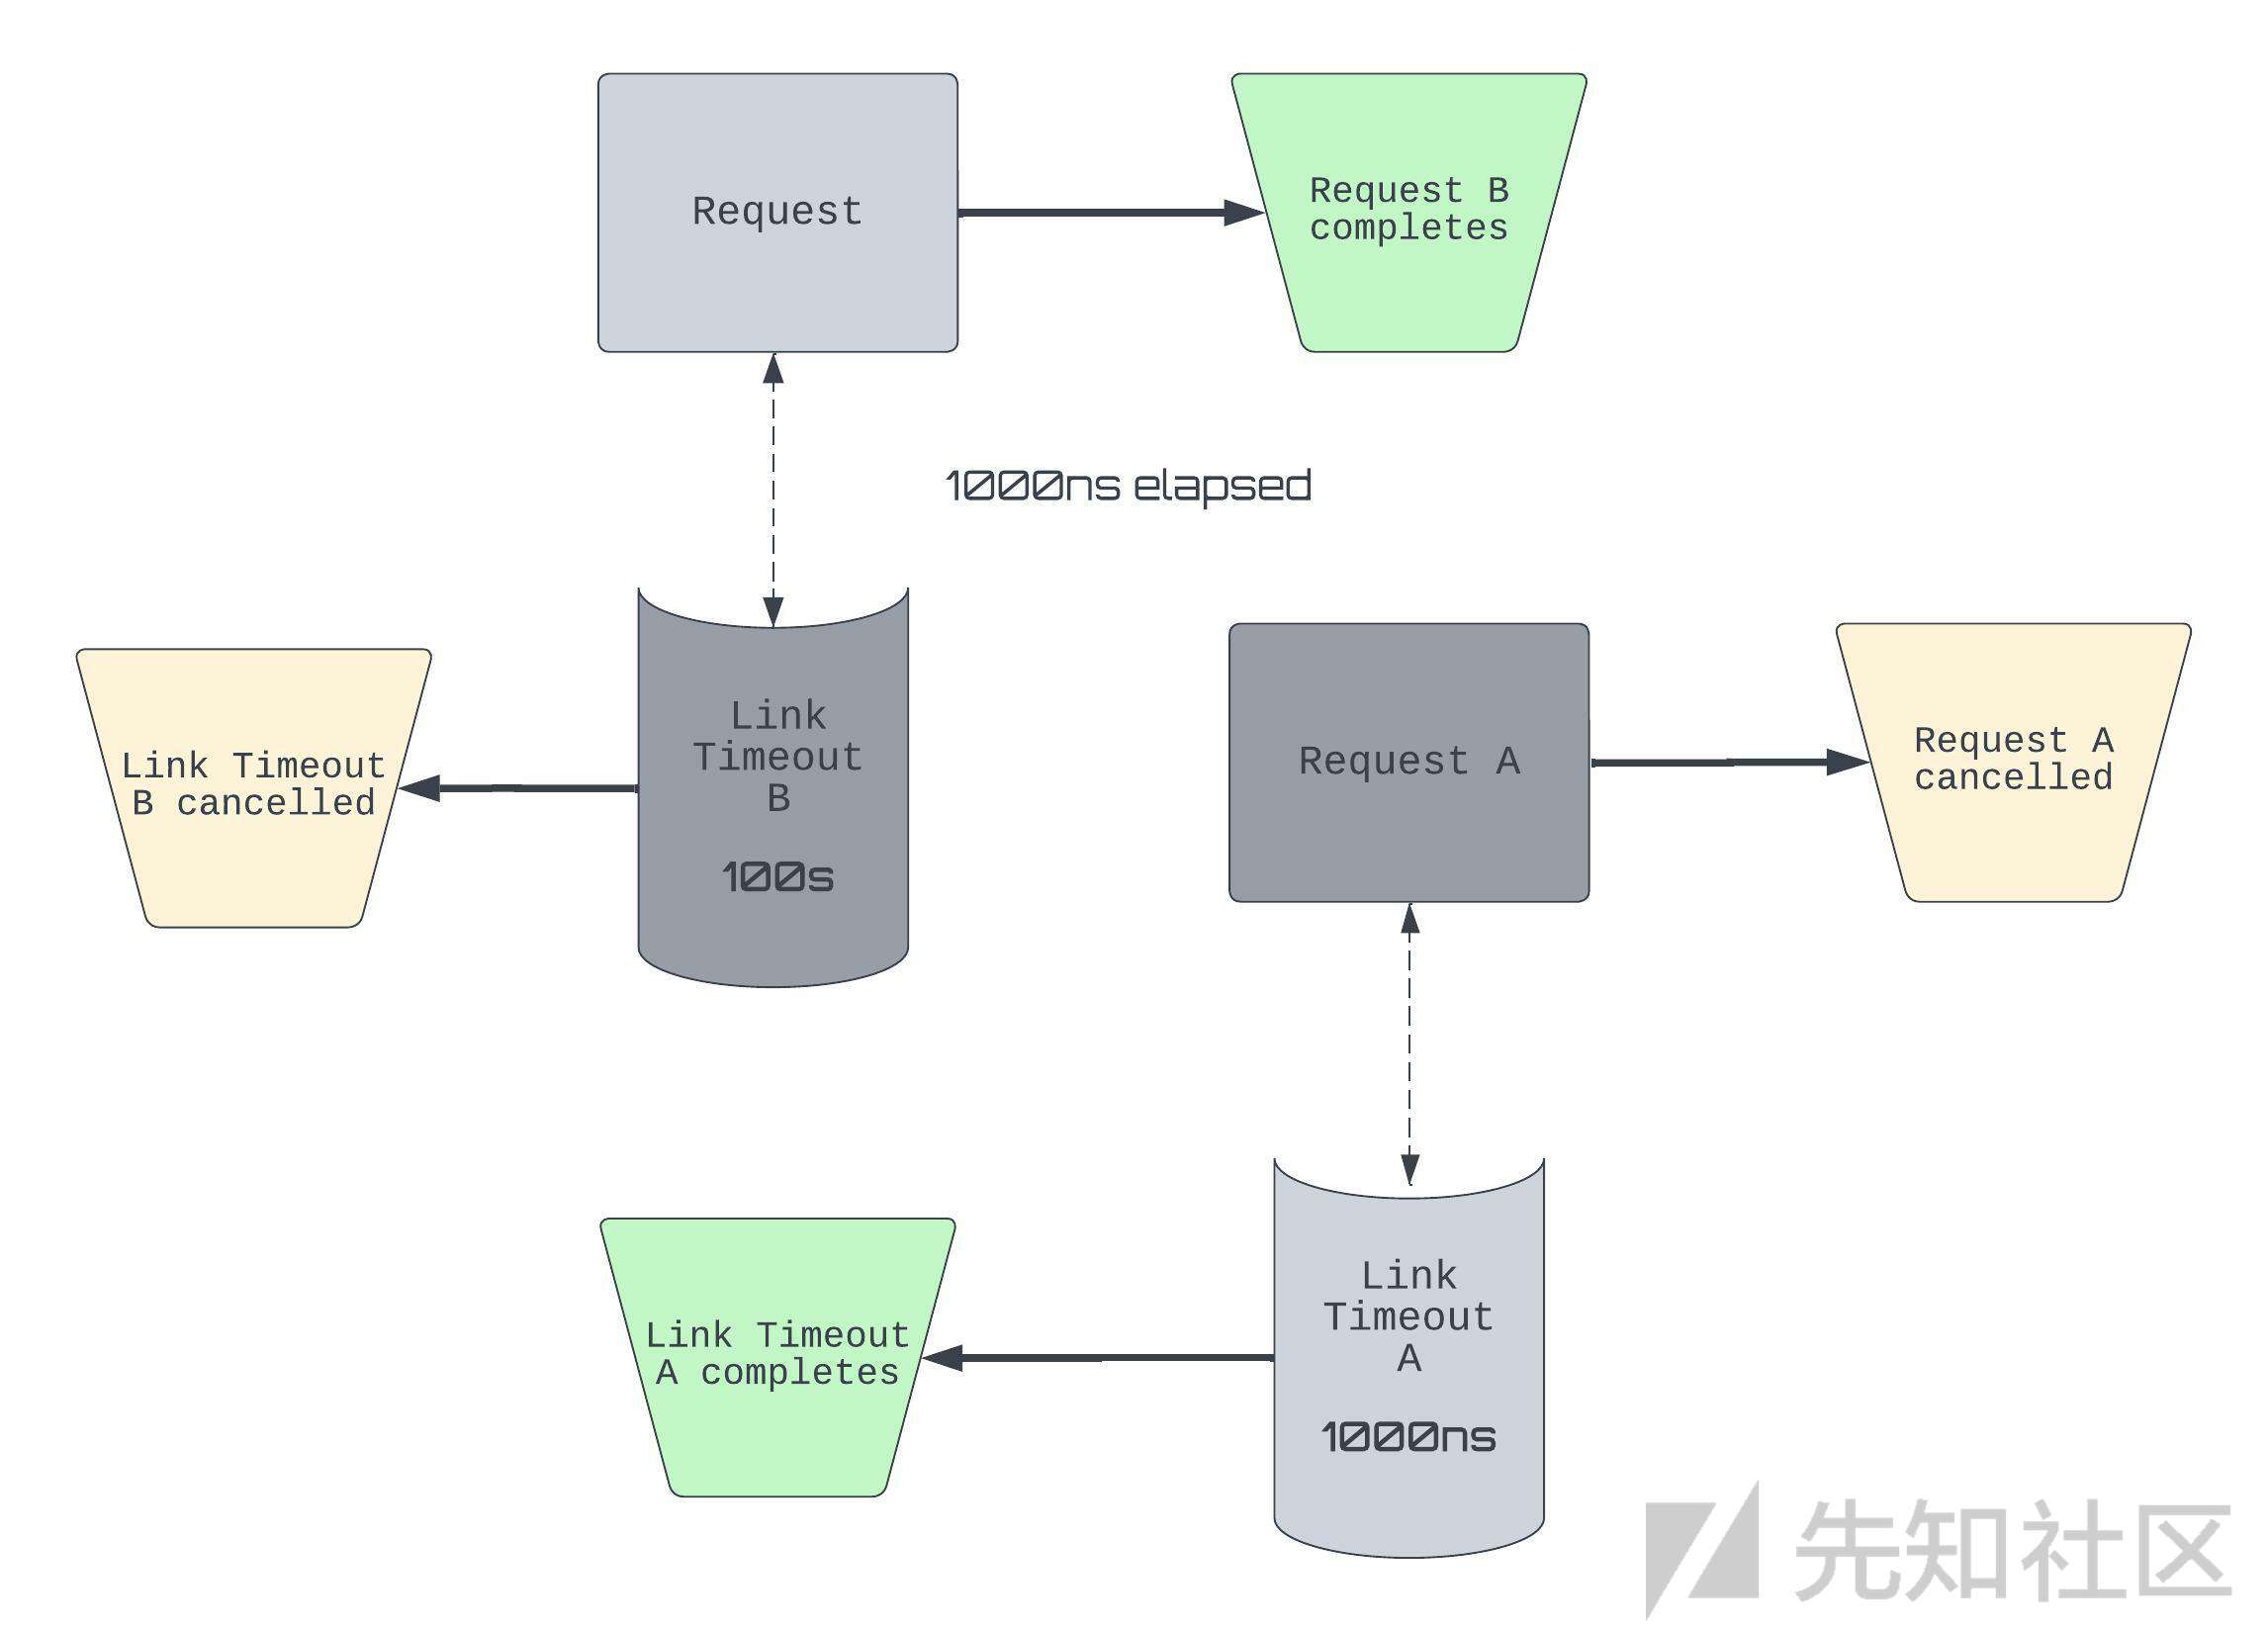 Request
Request B
completes
1000ns elapsed
Link
Timeout
B
100s
Link Timeout
B cancelled
Request A
Request A
cancelled
Link
Timeout
A
1000ns
Link Timeout
A completes
先知社区